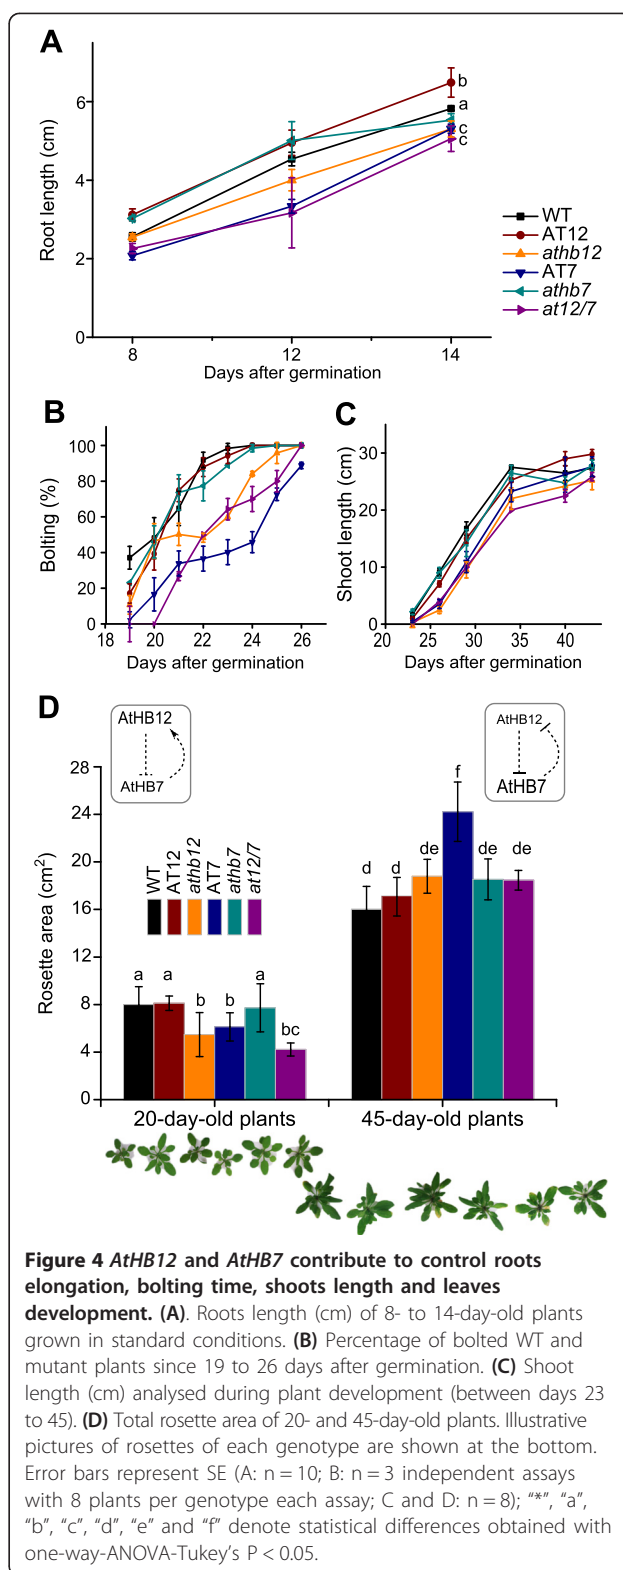 A
Root length (cm)
6
4
2
0
8
12
14
Days after germination
b
a
c
c
WT
AT12
athb12
AT7
athb7
at12/7
B
Bolting (%)
100
80
60
40
20
0
18
20
22
24
26
Days after germination
C
Shoot length (cm)
30
20
10
0
20
25
30
35
40
Days after germination
D
AtHB12
AtHB7
AtHB12
AtHB7
Rosette area (cm2)
28
24
20
16
12
8
4
0
WT
AT12
athb12
AT7
athb7
at12/7
a a b b a bc
d d de f de de
20-day-old plants
45-day-old plants
Figure 4 AtHB12 and AtHB7 contribute to control roots
elongation, bolting time, shoots length and leaves
development. (A). Roots length (cm) of 8- to 14-day-old plants
grown in standard conditions. (B) Percentage of bolted WT and
mutant plants since 19 to 26 days after germination. (C) Shoot
length (cm) analysed during plant development (between days 23
to 45). (D) Total rosette area of 20- and 45-day-old plants. Illustrative
pictures of rosettes of each genotype are shown at the bottom.
Error bars represent SE (A: n = 10; B: n = 3 independent assays
with 8 plants per genotype each assay; C and D: n = 8); “*”, “a”,
“b”, “c”, “d”, “e” and “f” denote statistical differences obtained with
one-way-ANOVA-Tukey’s P < 0.05.